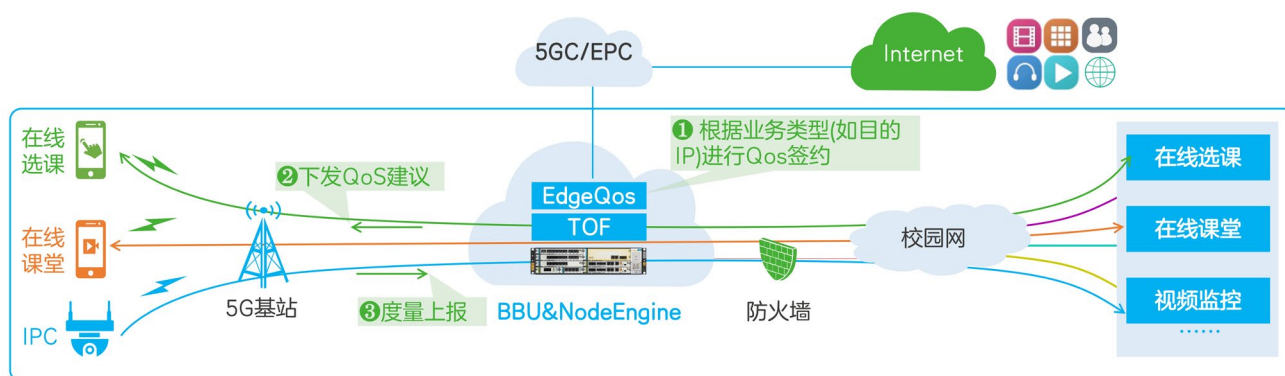 5GC/EPC
Internet
在线
选课
❶ 根据业务类型(如目的
IP)进行Qos签约
❷下发QoS建议
EdgeQos
TOF
在线选课
在线
课堂
校园网
在线课堂
5G基站
❸度量上报
BBU&NodeEngine
防火墙
视频监控
IPC
......